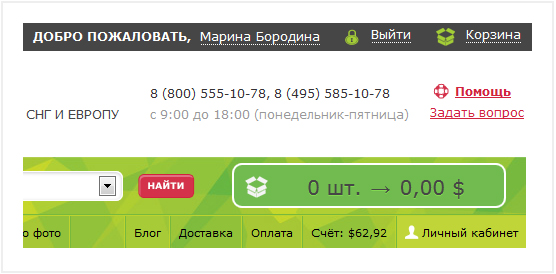 ДОБРО ПОЖАЛОВАТЬ, Марина Бородина Выйти Корзина
8 (800) 555-10-78, 8 (495) 585-10-78 Помощь
СНГ И ЕВРОПУ с 9:00 до 18:00 (понедельник-пятница) Задать вопрос
НАЙТИ 0 шт. → 0,00 $
о фото Блог Доставка Оплата Счёт: $62,92 Личный кабинет